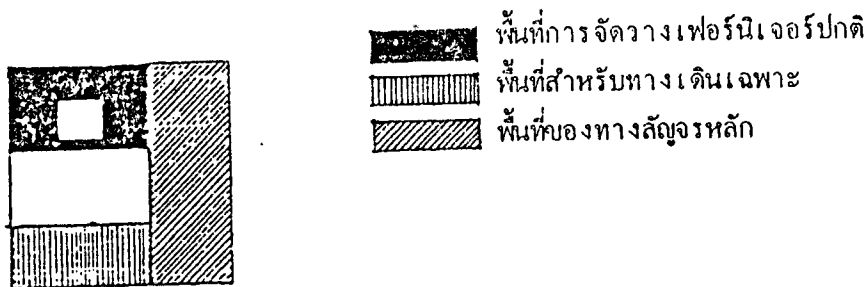 พื้นที่การจัดวางเฟอร์นิเจอร์ปกติ
พื้นที่สำหรับทางเดินเฉพาะ
พื้นที่ของทางสัญจรหลัก